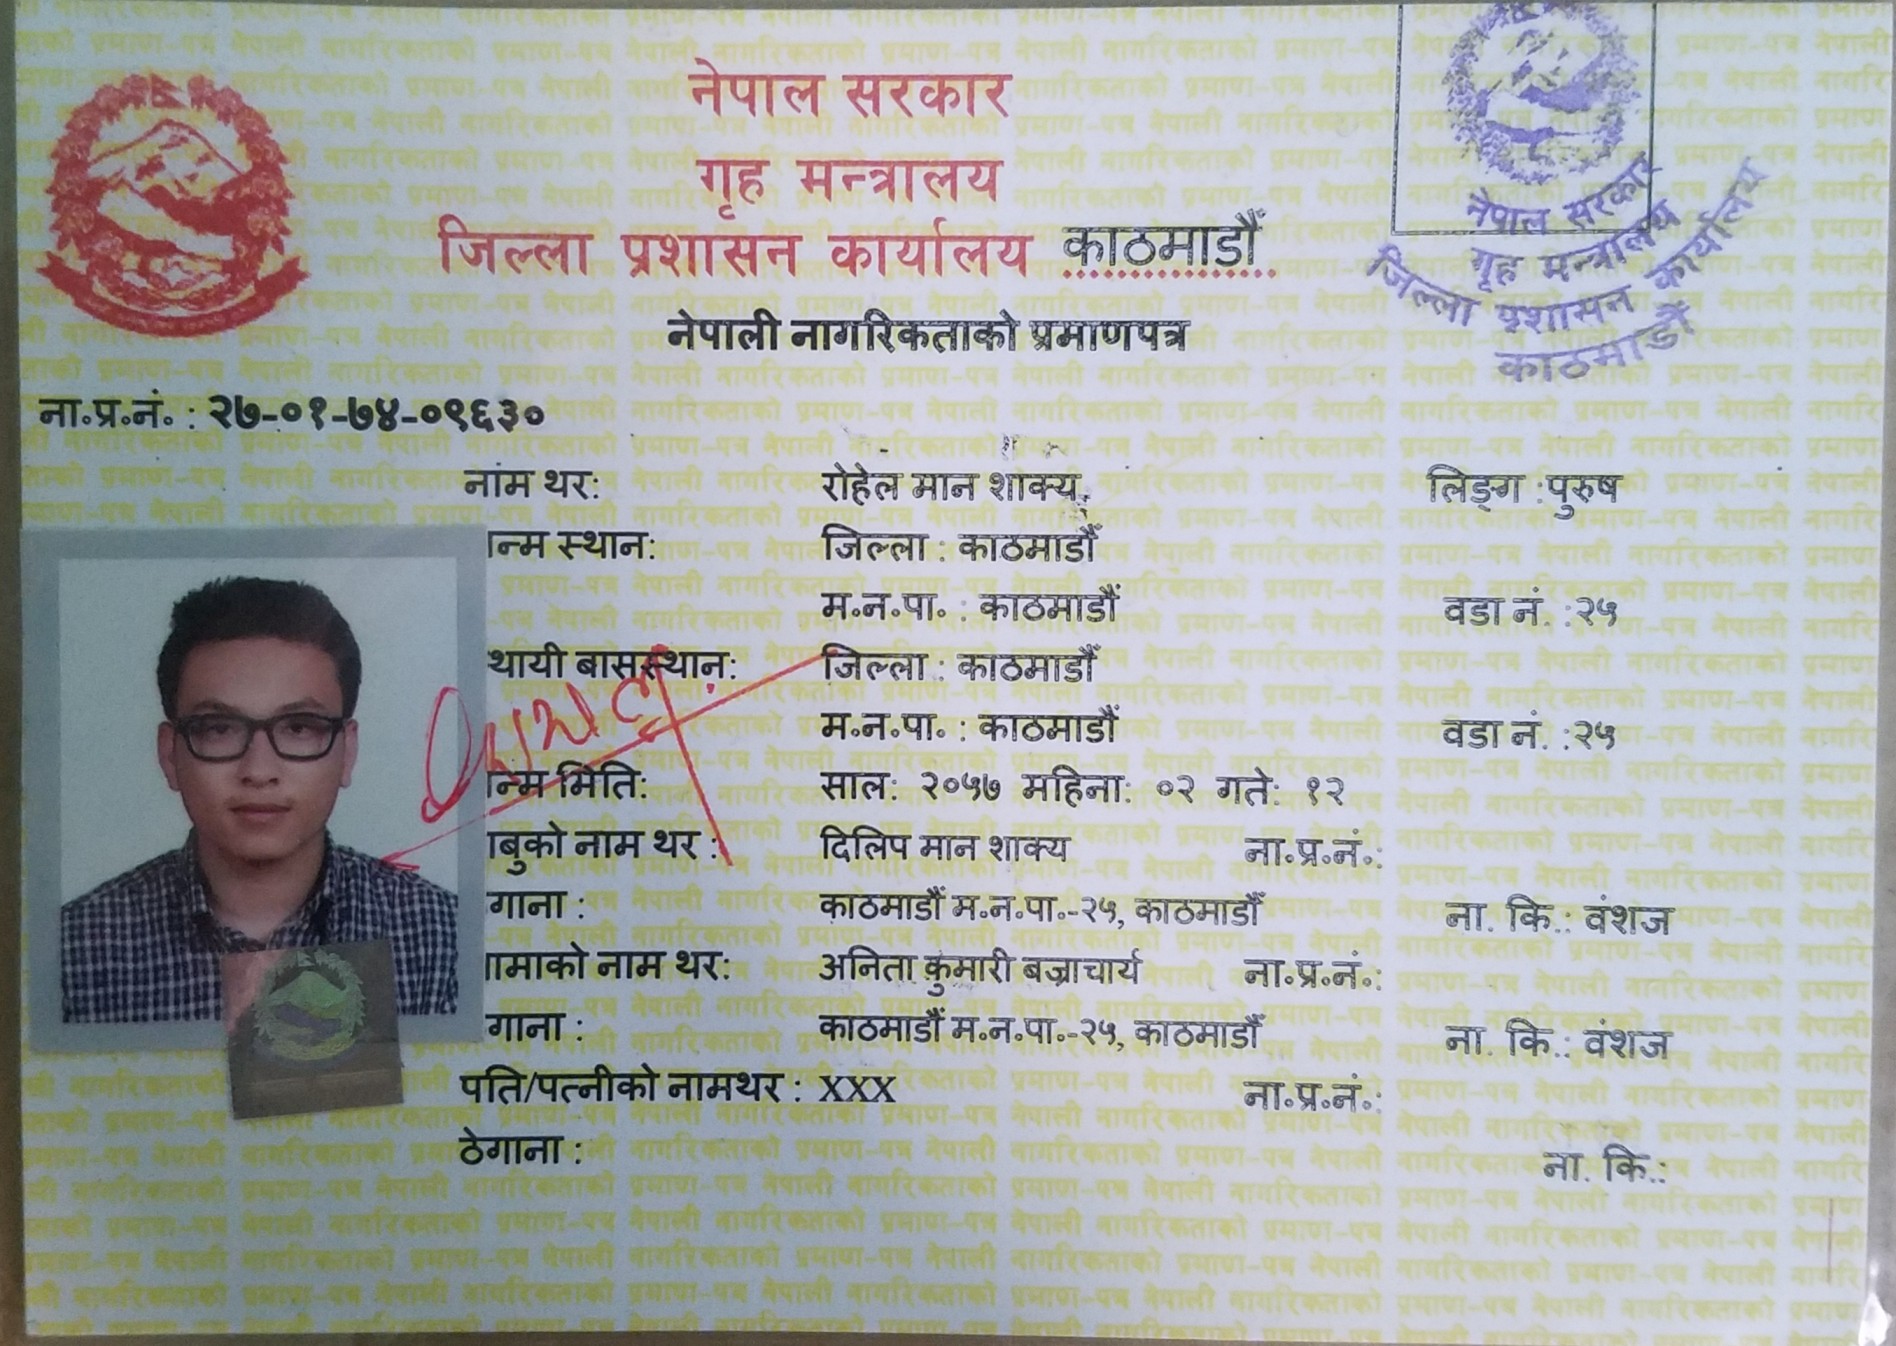 नेपाल सरकार
गृह मन्त्रालय
जिल्ला प्रशासन कार्यालय काठमाडौँ
नेपाली नागरिकताको प्रमाणपत्र
नेपाल सरकार
गृह मन्त्रालय
जिल्ला प्रशासन कार्यालय
काठमाडौँ
ना॰प्र॰नं॰ : २७-०१-७४-०९६३०
नाम थर: रोहेल मान शाक्य लिङ्ग :पुरुष
न्म स्थान: जिल्ला : काठमाडौँ
म॰न॰पा॰ : काठमाडौँ वडा नं. :२५
थायी बासस्थान: जिल्ला : काठमाडौँ
म॰न॰पा॰ : काठमाडौँ वडा नं. :२५
न्म मिति: साल: २०५७ महिना: ०२ गते: १२
बुको नाम थर : दिलिप मान शाक्य ना॰प्र॰नं॰:
गाना : काठमाडौँ म॰न॰पा॰-२५, काठमाडौँ ना. कि.: वंशज
ामाको नाम थर: अनिता कुमारी बज्राचार्य ना॰प्र॰नं॰:
गाना : काठमाडौँ म॰न॰पा॰-२५, काठमाडौँ ना. कि.: वंशज
पति/पत्नीको नामथर : XXX ना॰प्र॰नं॰:
ठेगाना : ना. कि.: